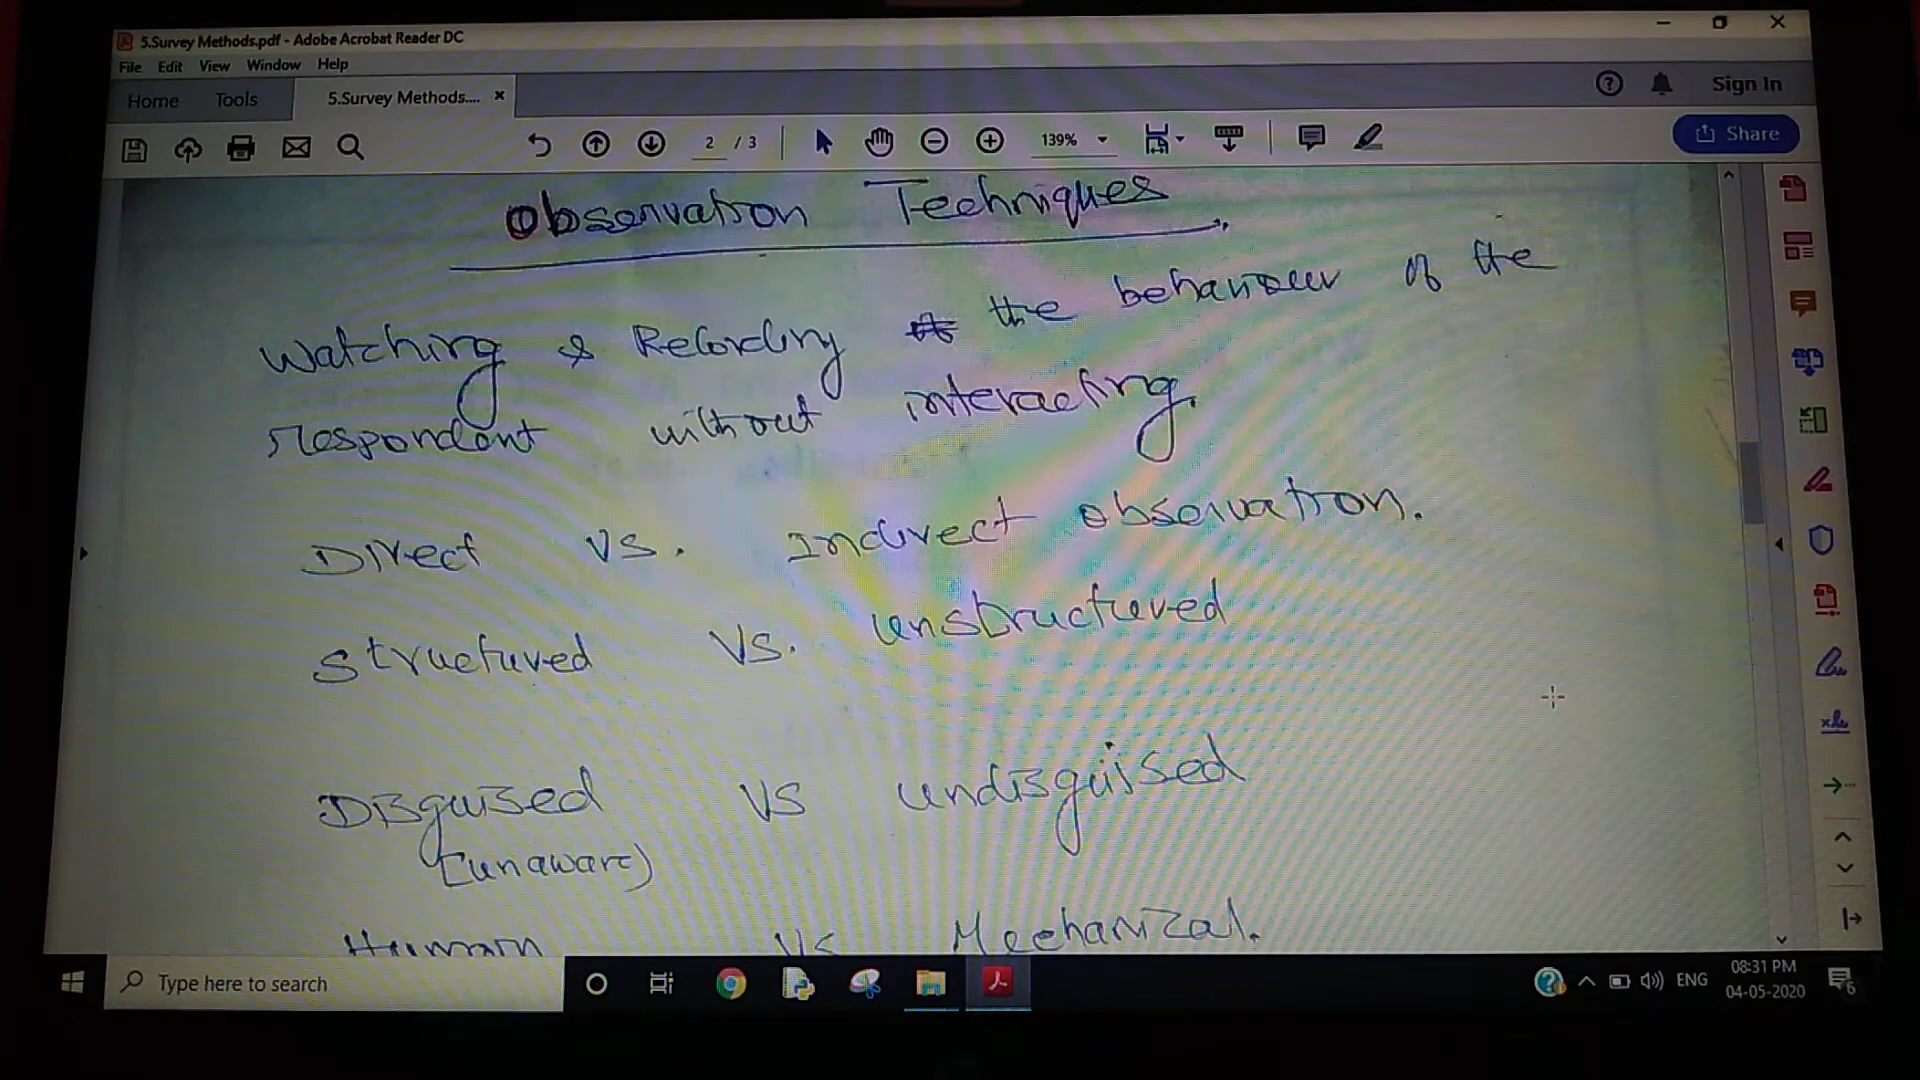 5.Survey Methods.pdf - Adobe Acrobat Reader DC
File Edit View Window Help
Home Tools 5.Survey Methods.... ×
Sign In
2 / 3 139% Share
Observation Techniques
Watching & Recording the behaviour of the
respondent without interacting.
Direct vs. Indirect observation.
Structured Vs. unstructured
Disguised VS undisguised
(unaware)
Human Vs Mechanical.
Type here to search
ENG
08:31 PM
04-05-2020
6